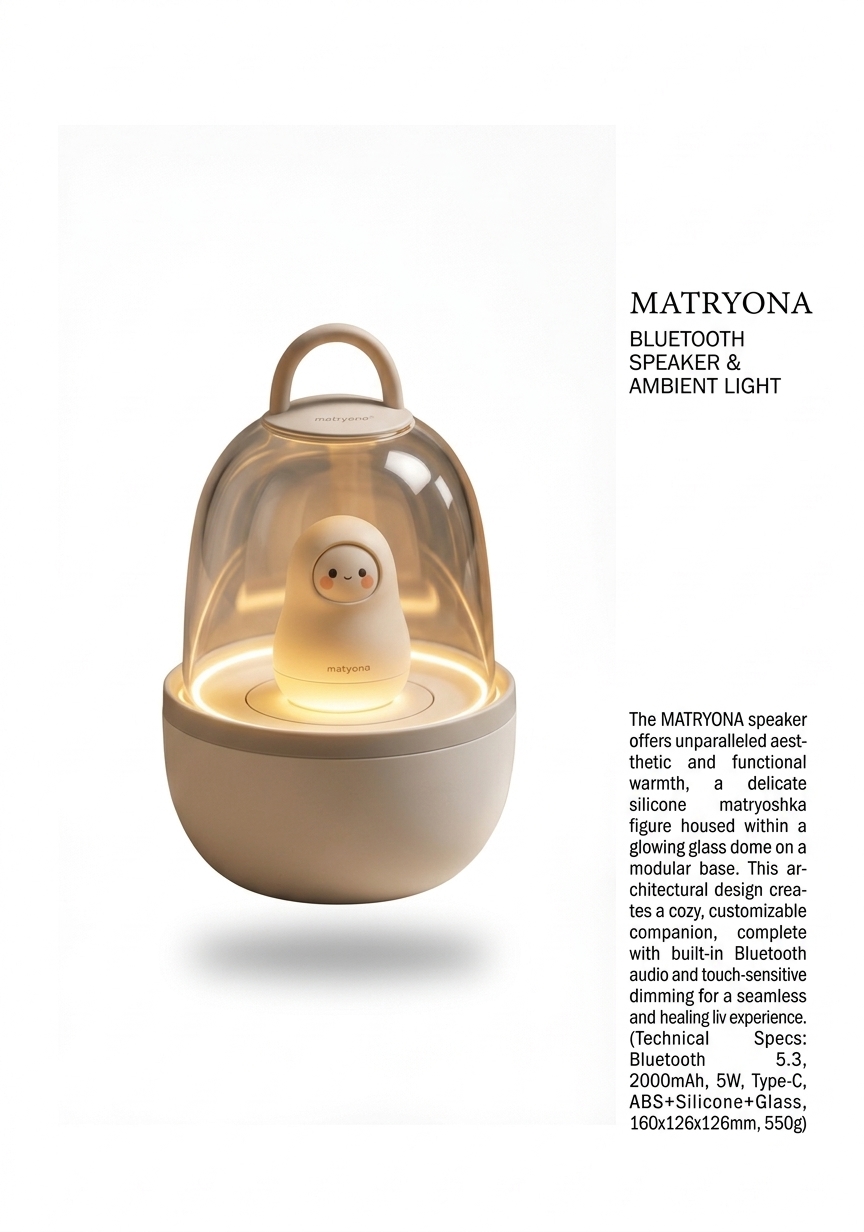 MATRYONA
BLUETOOTH
SPEAKER &
AMBIENT LIGHT
matryona
matyona
The MATRYONA speaker
offers unparalleled aest-
thetic and functional
warmth, a delicate
silicone matryoshka
figure housed within a
glowing glass dome on a
modular base. This ar-
chitectural design crea-
tes a cozy, customizable
companion, complete
with built-in Bluetooth
audio and touch-sensitive
dimming for a seamless
and healing liv experience.
(Technical Specs:
Bluetooth 5.3,
2000mAh, 5W, Type-C,
ABS+Silicone+Glass,
160x126x126mm, 550g)